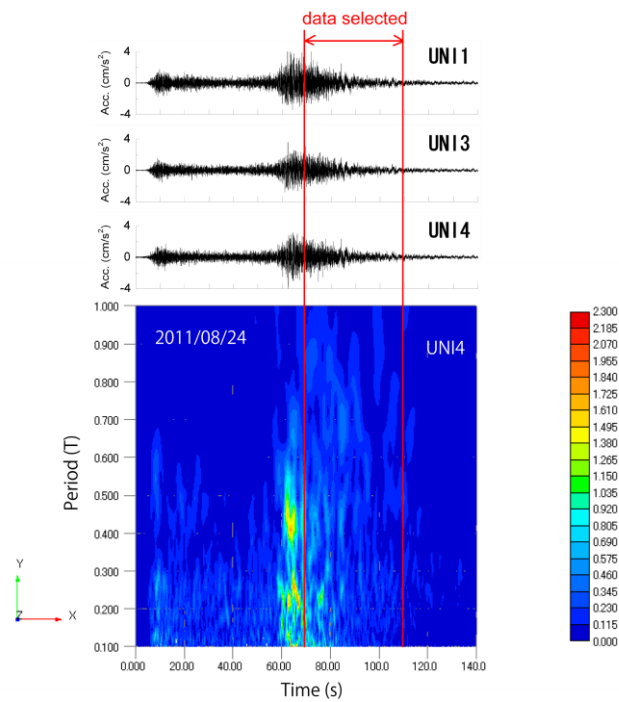 data selected
4
0
-4
Acc. (cm/s²)
UNI1
4
0
-4
Acc. (cm/s²)
UNI3
4
0
-4
Acc. (cm/s²)
UNI4
2011/08/24
UNI4
1.000
0.900
0.800
0.700
0.600
0.500
0.400
0.300
0.200
0.100
Period (T)
0.000 20.00 40.00 60.00 80.00 100.0 120.0 140.0
Time (s)
Y
Z
X
2.300
2.185
2.070
1.955
1.840
1.725
1.610
1.495
1.380
1.265
1.150
1.035
0.920
0.805
0.690
0.575
0.460
0.345
0.230
0.115
0.000